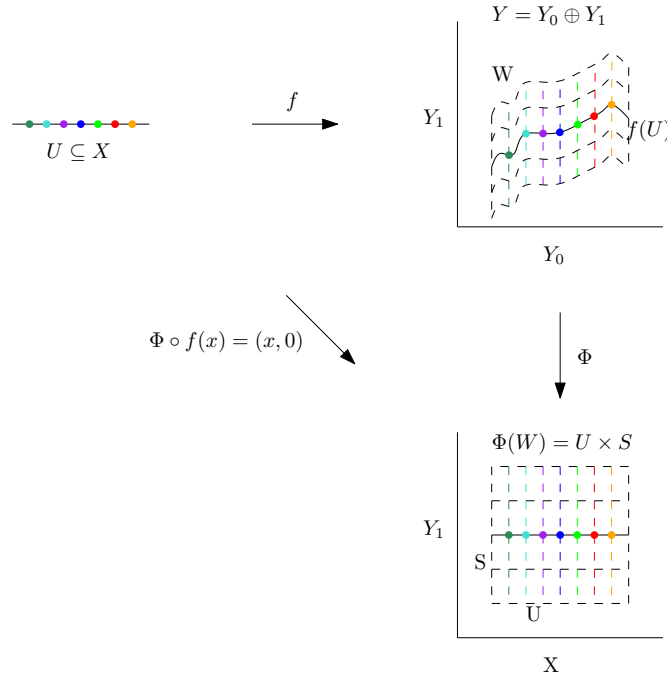 Y = Y₀ ⊕ Y₁
W
f
Y₁
f(U)
U ⊆ X
Y₀
Φ ∘ f(x) = (x, 0)
Φ
Φ(W) = U × S
Y₁
S
U
X